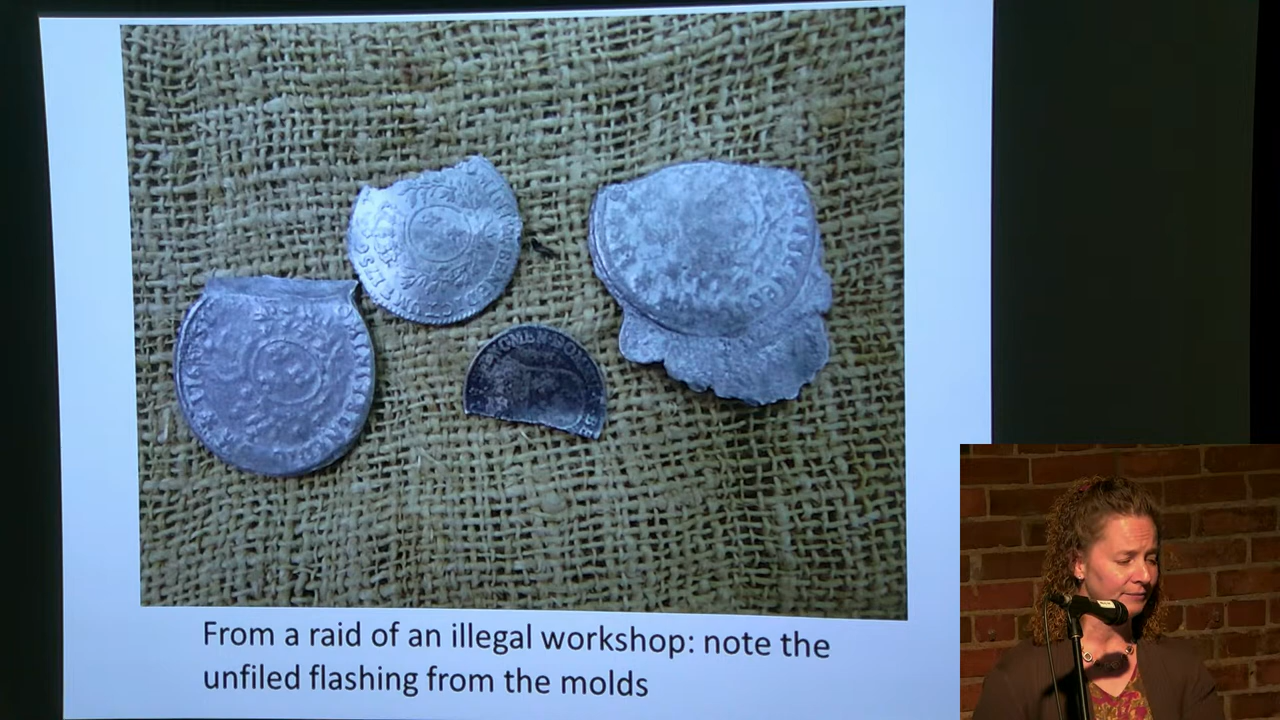 From a raid of an illegal workshop: note the
unfiled flashing from the molds